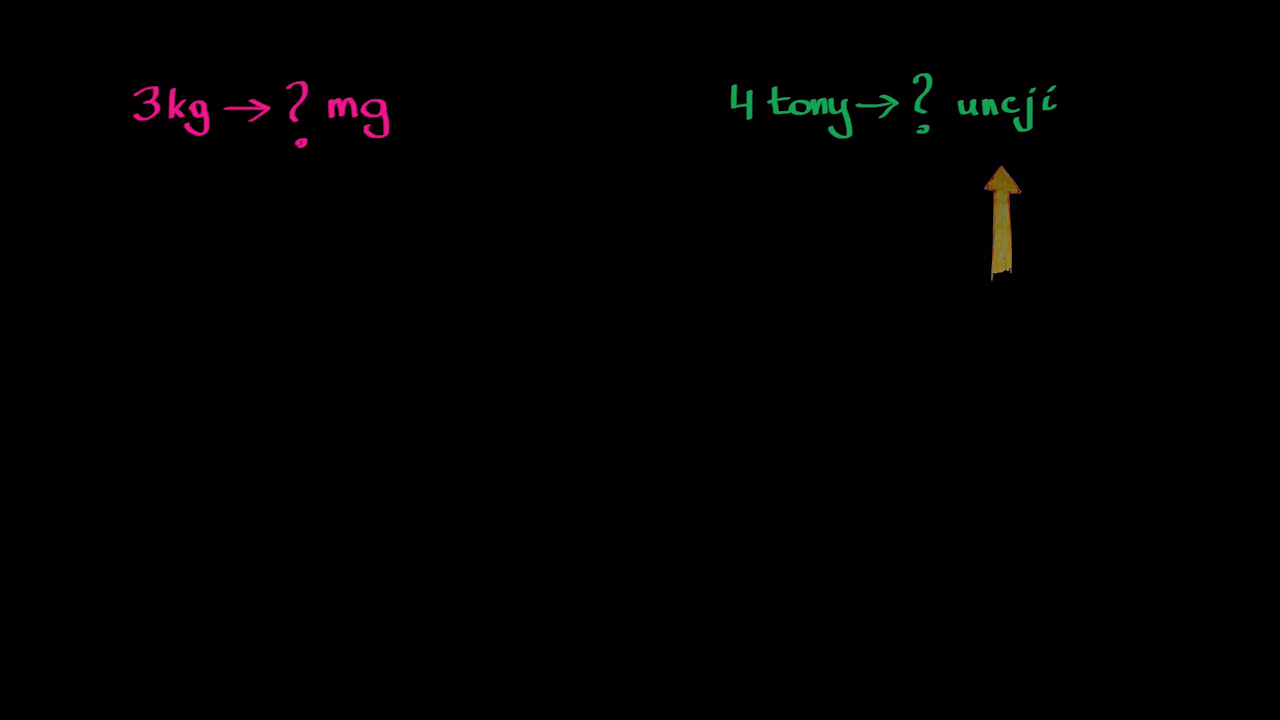 3kg → ? mg
4 tony → ? uncji